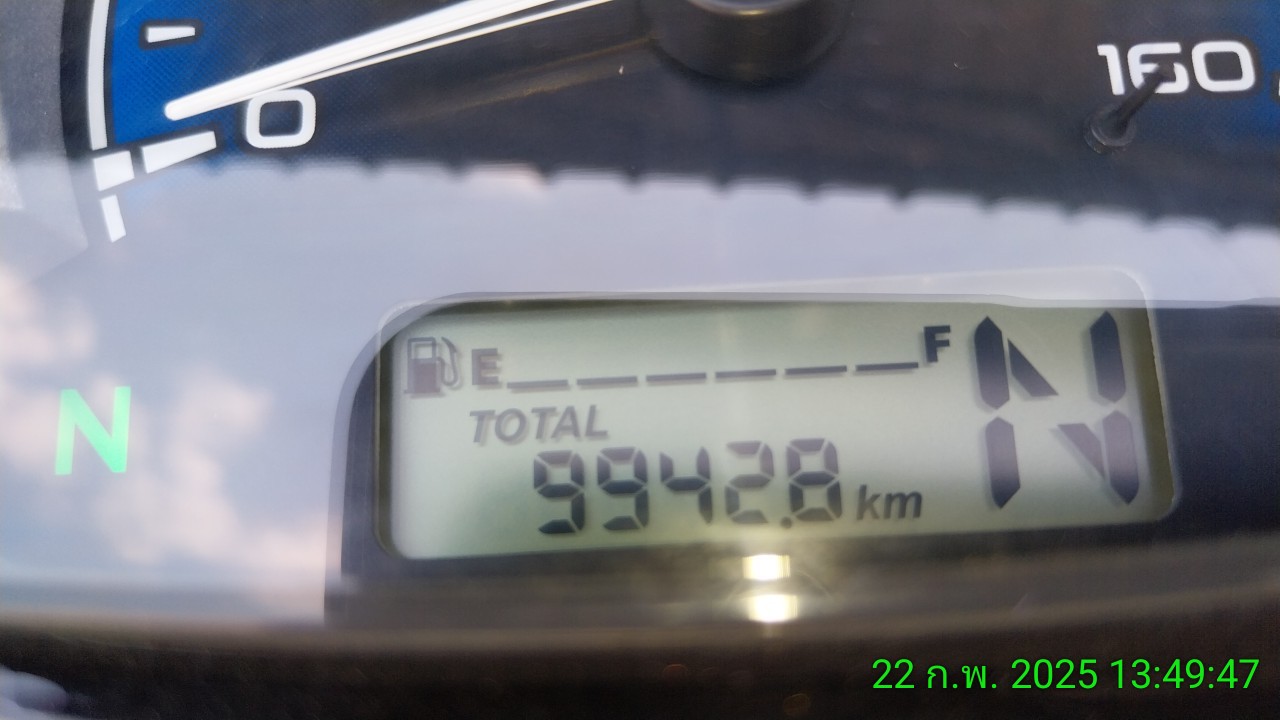 0
160
E F
N
TOTAL
N
9942.8 km
22 ก.พ. 2025 13:49:47